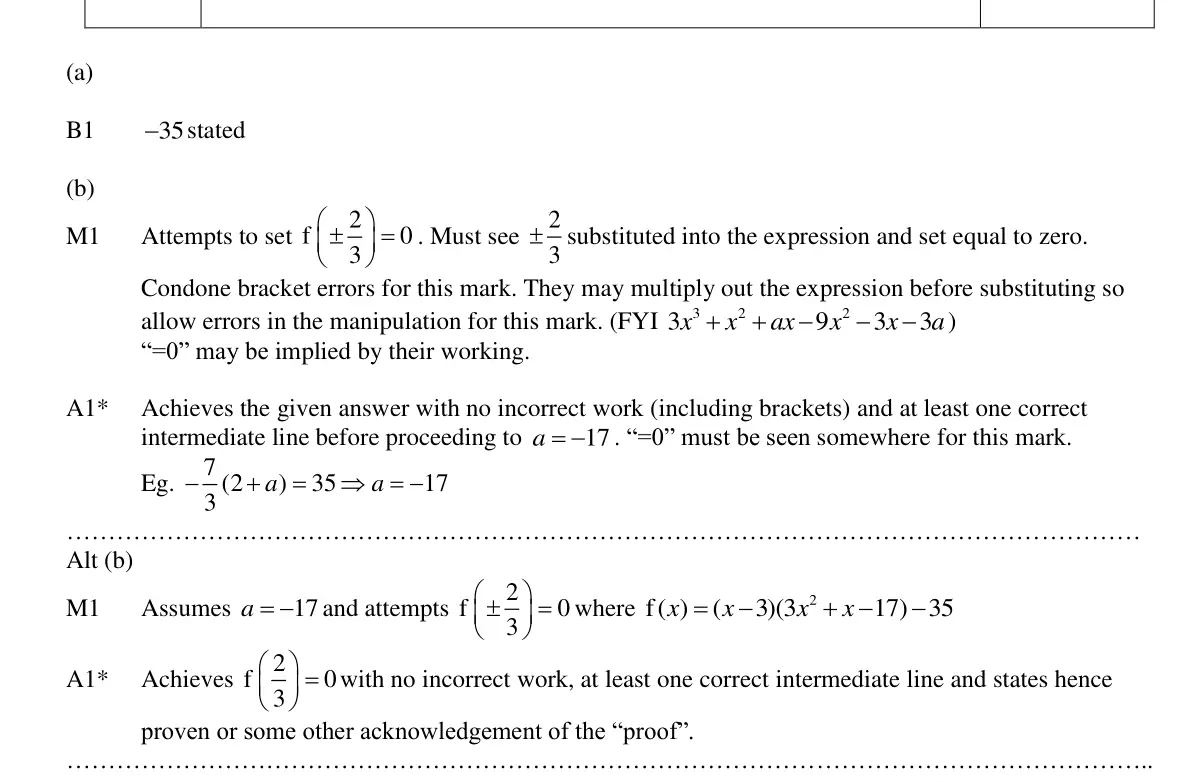 (a)
B1 −35 stated
(b)
M1 Attempts to set f(±2/3) = 0. Must see ±2/3 substituted into the expression and set equal to zero.
Condone bracket errors for this mark. They may multiply out the expression before substituting so
allow errors in the manipulation for this mark. (FYI 3x³ + x² + ax − 9x² − 3x − 3a)
“=0” may be implied by their working.
A1* Achieves the given answer with no incorrect work (including brackets) and at least one correct
intermediate line before proceeding to a = −17. “=0” must be seen somewhere for this mark.
Eg. −7/3(2 + a) = 35 ⇒ a = −17
……………………………………………………………………………………………………………………
Alt (b)
M1 Assumes a = −17 and attempts f(±2/3) = 0 where f(x) = (x − 3)(3x² + x − 17) − 35
A1* Achieves f(2/3) = 0 with no incorrect work, at least one correct intermediate line and states hence
proven or some other acknowledgement of the “proof”.
……………………………………………………………………………………………………………………..